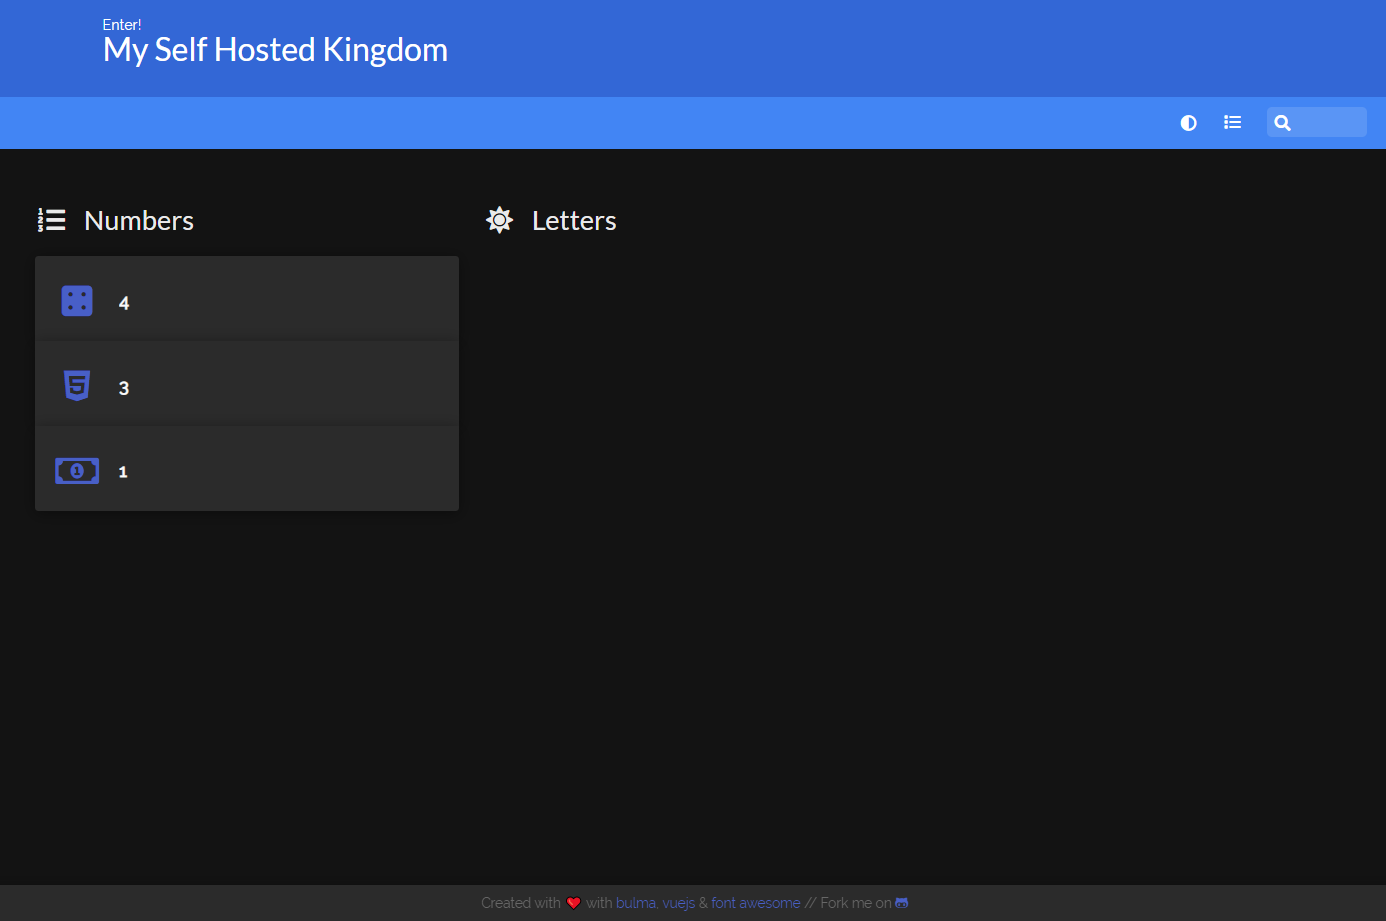 Enter!
My Self Hosted Kingdom
Numbers
Letters
4
3
1
Created with ❤️ with bulma, vuejs & font awesome // Fork me on